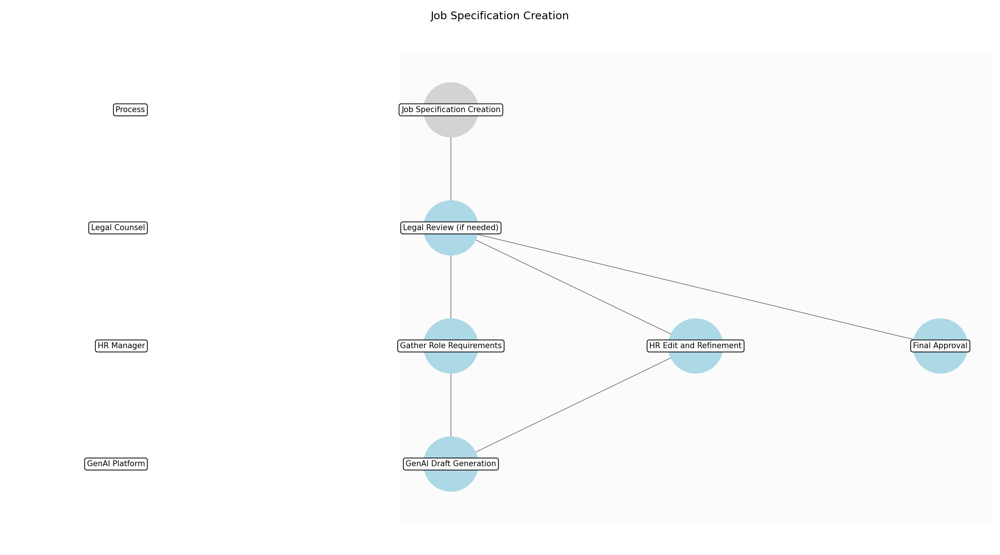 Job Specification Creation
Process
Job Specification Creation
Legal Counsel
Legal Review (if needed)
HR Manager
Gather Role Requirements
HR Edit and Refinement
Final Approval
GenAI Platform
GenAI Draft Generation